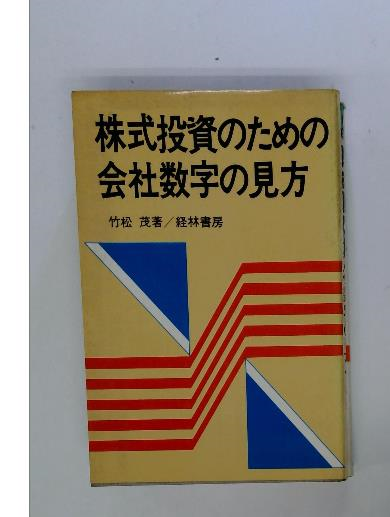 株式投資のための
会社数字の見方
竹松 茂著／経林書房